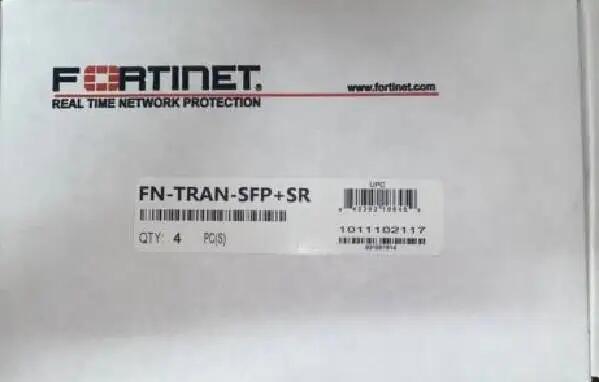 FORTINET®
REAL TIME NETWORK PROTECTION
www.fortinet.com
FN-TRAN-SFP+SR
UPC
1011102117
QTY: 4 PC(S)